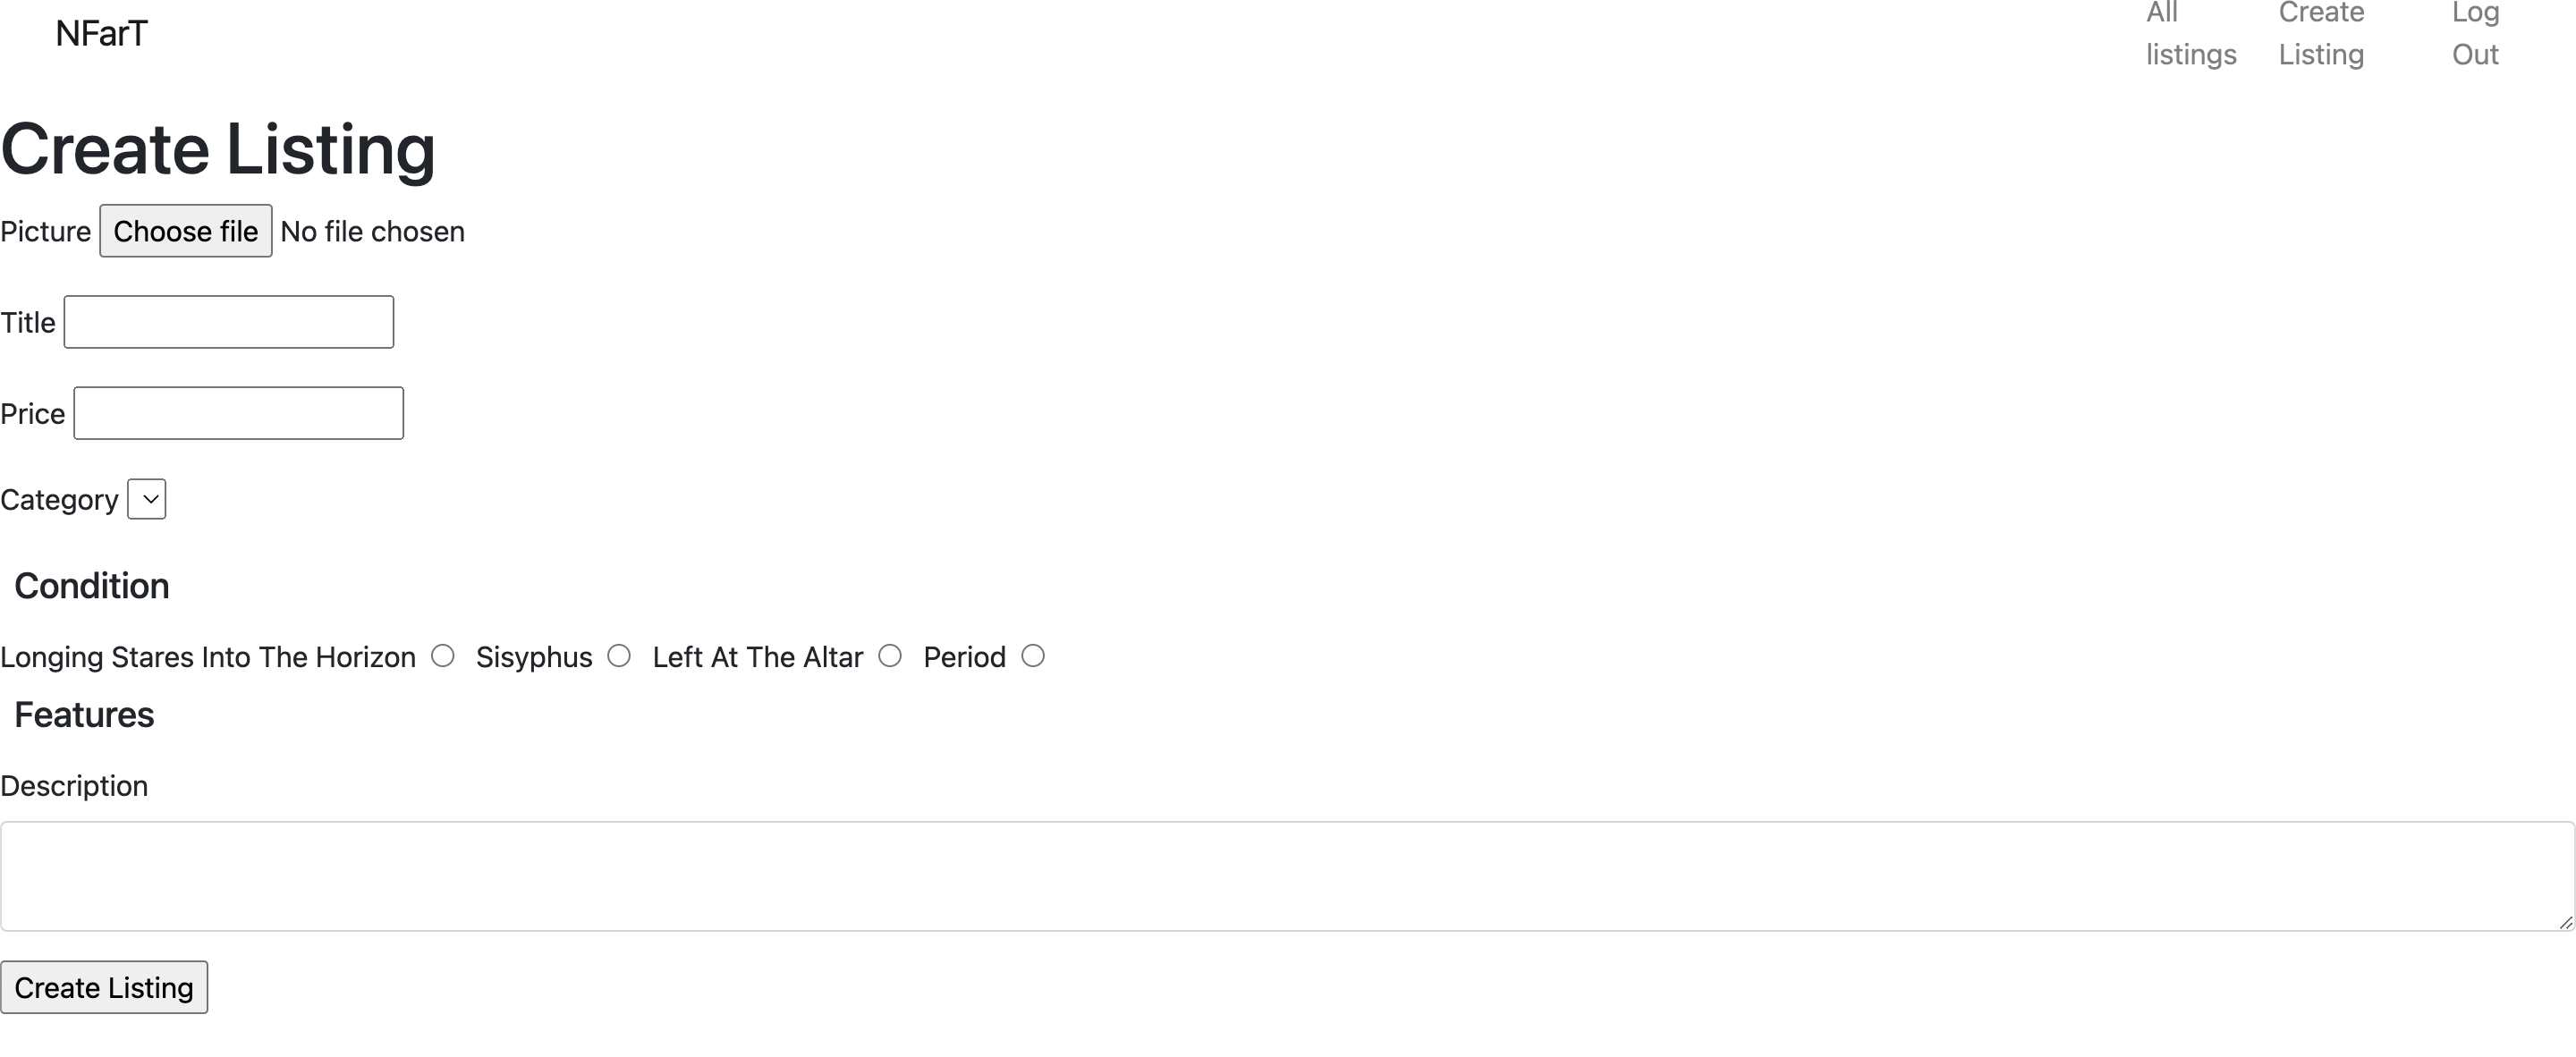 NFarT
All listings
Create Listing
Log Out
Create Listing
Picture Choose file No file chosen
Title
Price
Category
Condition
Longing Stares Into The Horizon Sisyphus Left At The Altar Period
Features
Description
Create Listing